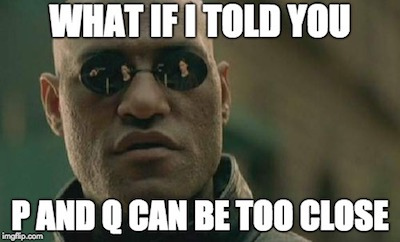 WHAT IF I TOLD YOU
P AND Q CAN BE TOO CLOSE
imgflip.com